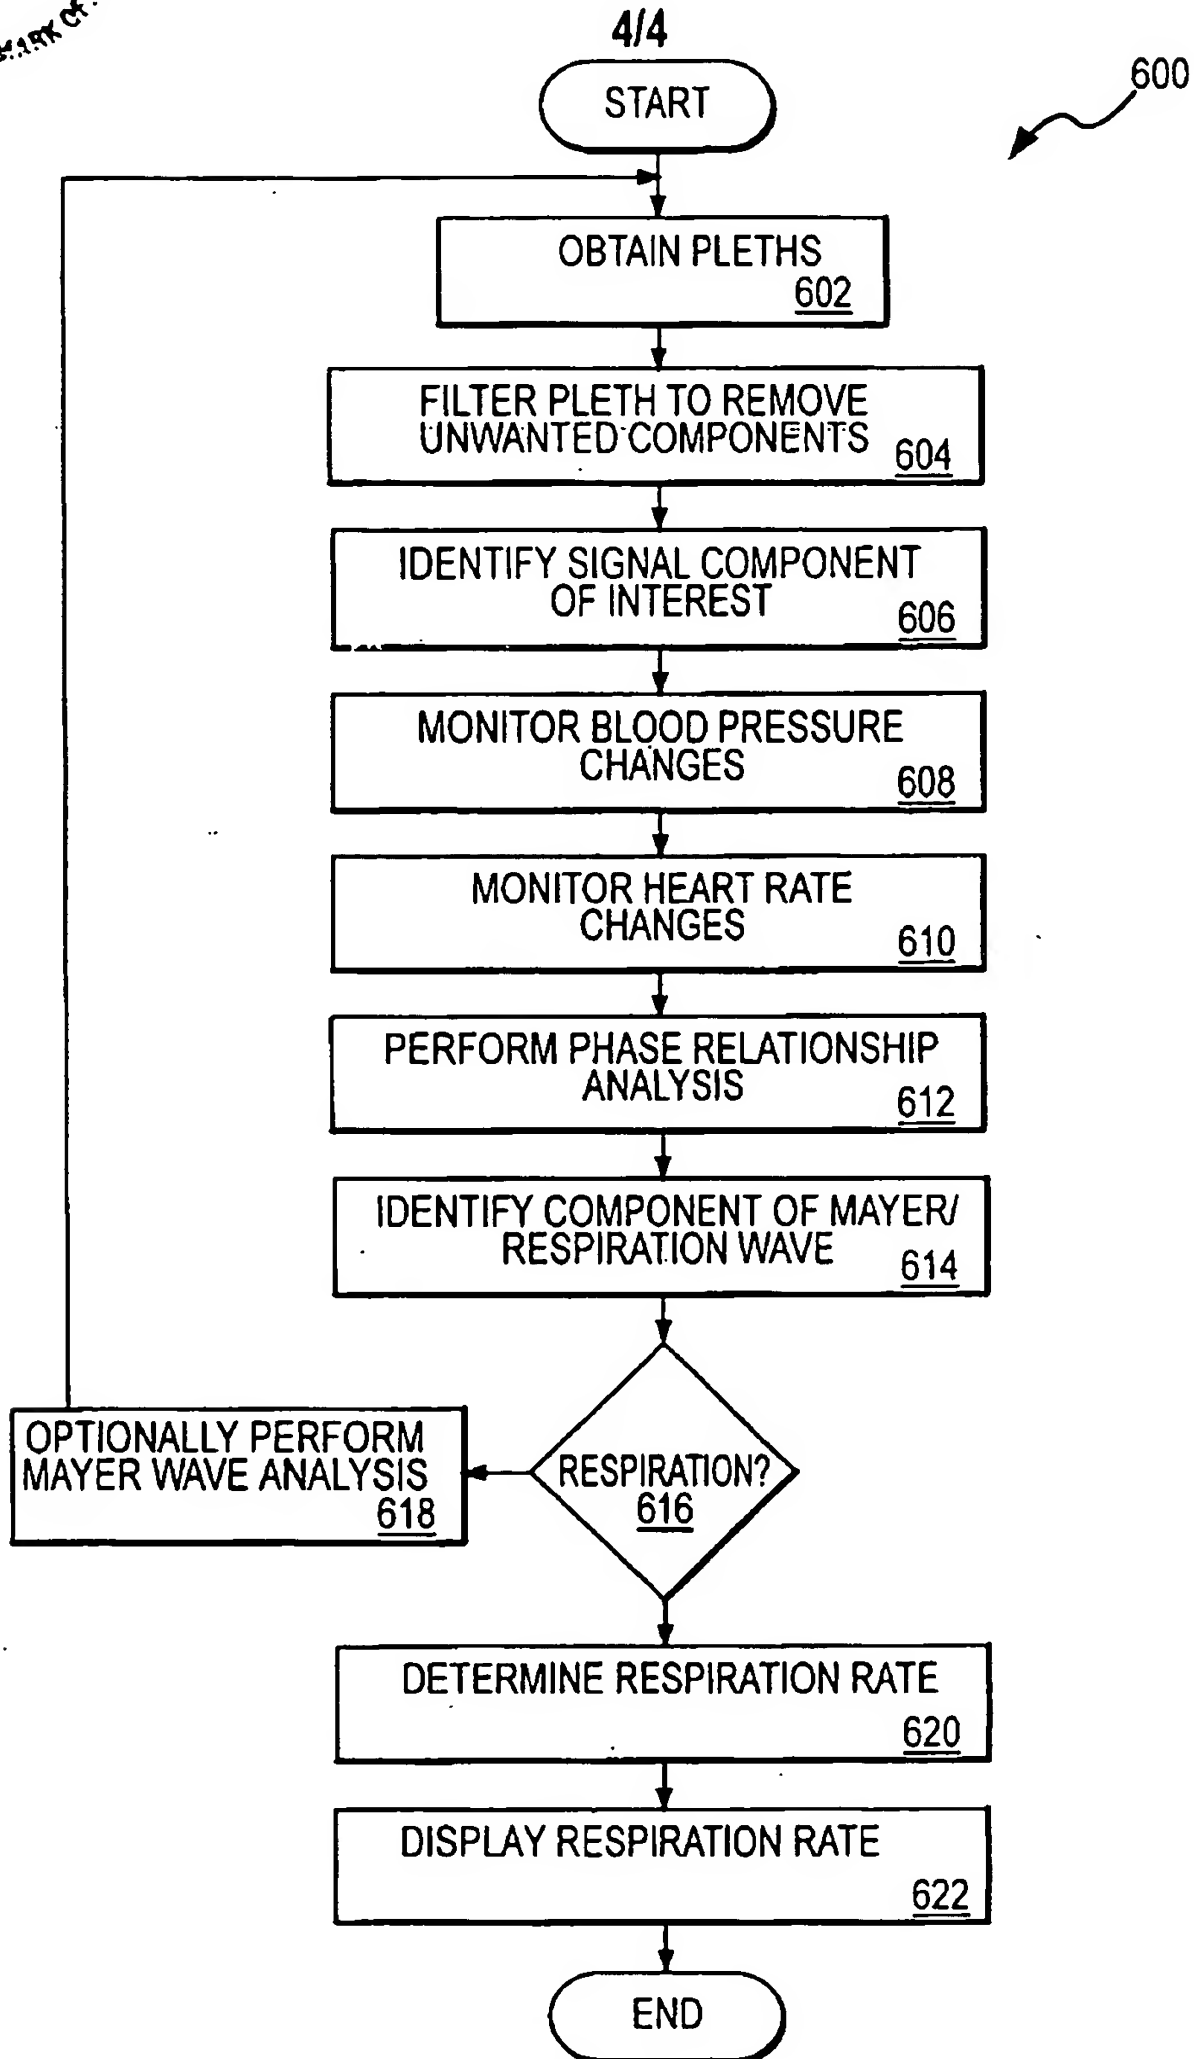 4/4
START
600
OBTAIN PLETHS
602
FILTER PLETH TO REMOVE
UNWANTED COMPONENTS
604
IDENTIFY SIGNAL COMPONENT
OF INTEREST
606
MONITOR BLOOD PRESSURE
CHANGES
608
MONITOR HEART RATE
CHANGES
610
PERFORM PHASE RELATIONSHIP
ANALYSIS
612
IDENTIFY COMPONENT OF MAYER/
RESPIRATION WAVE
614
OPTIONALLY PERFORM
MAYER WAVE ANALYSIS
618
RESPIRATION?
616
DETERMINE RESPIRATION RATE
620
DISPLAY RESPIRATION RATE
622
END